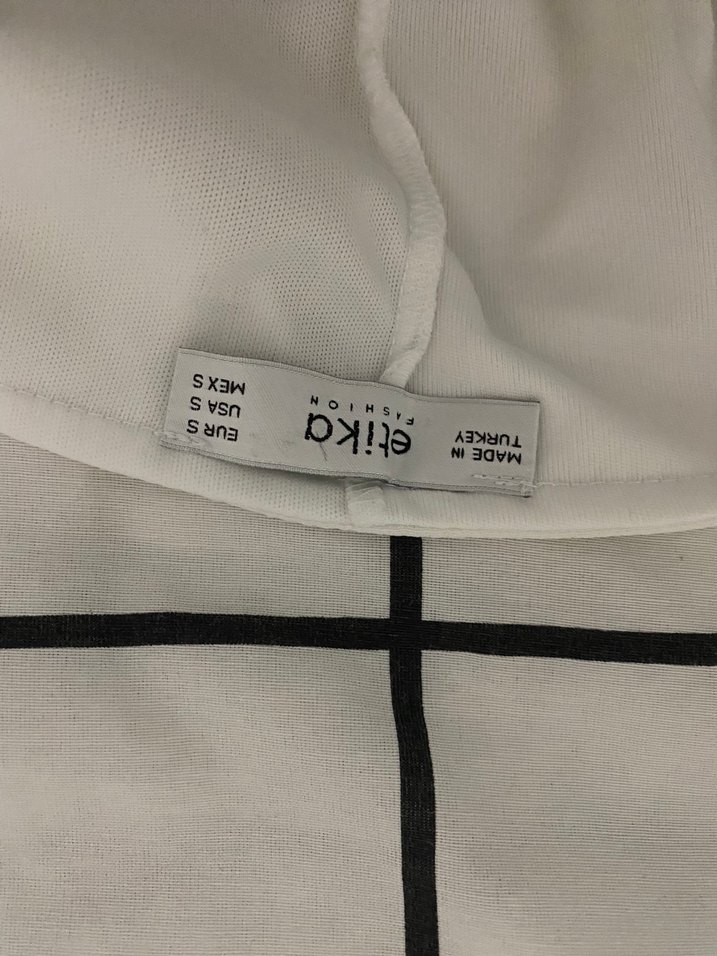 MADE IN
TURKEY
etika
FASHION
EUR S
USA S
MEX S